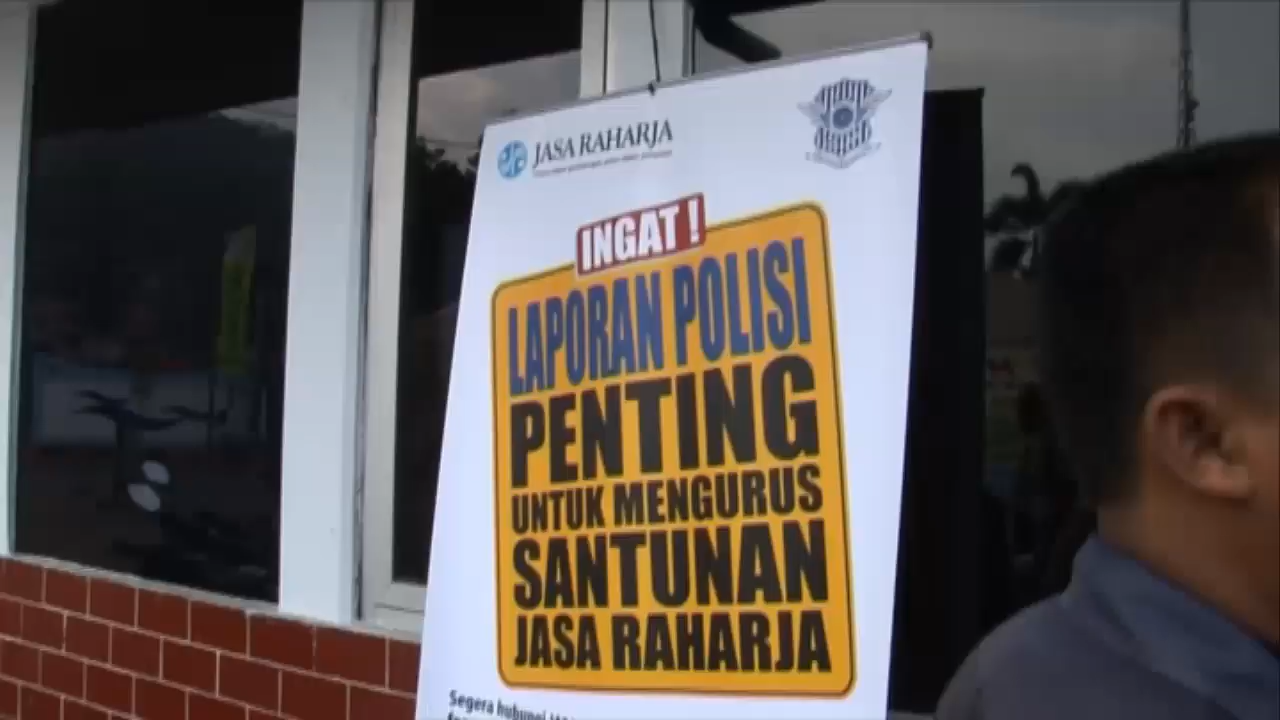 JASA RAHARJA
INGAT !
LAPORAN POLISI
PENTING
UNTUK MENGURUS
SANTUNAN
JASA RAHARJA
Segera hubungi